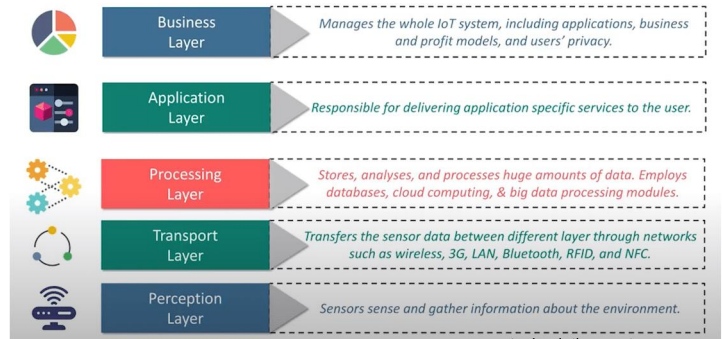 Business
Layer
Manages the whole IoT system, including applications, business
and profit models, and users' privacy.
Application
Layer
Responsible for delivering application specific services to the user.
Processing
Layer
Stores, analyses, and processes huge amounts of data. Employs
databases, cloud computing, & big data processing modules.
Transport
Layer
Transfers the sensor data between different layer through networks
such as wireless, 3G, LAN, Bluetooth, RFID, and NFC.
Perception
Layer
Sensors sense and gather information about the environment.